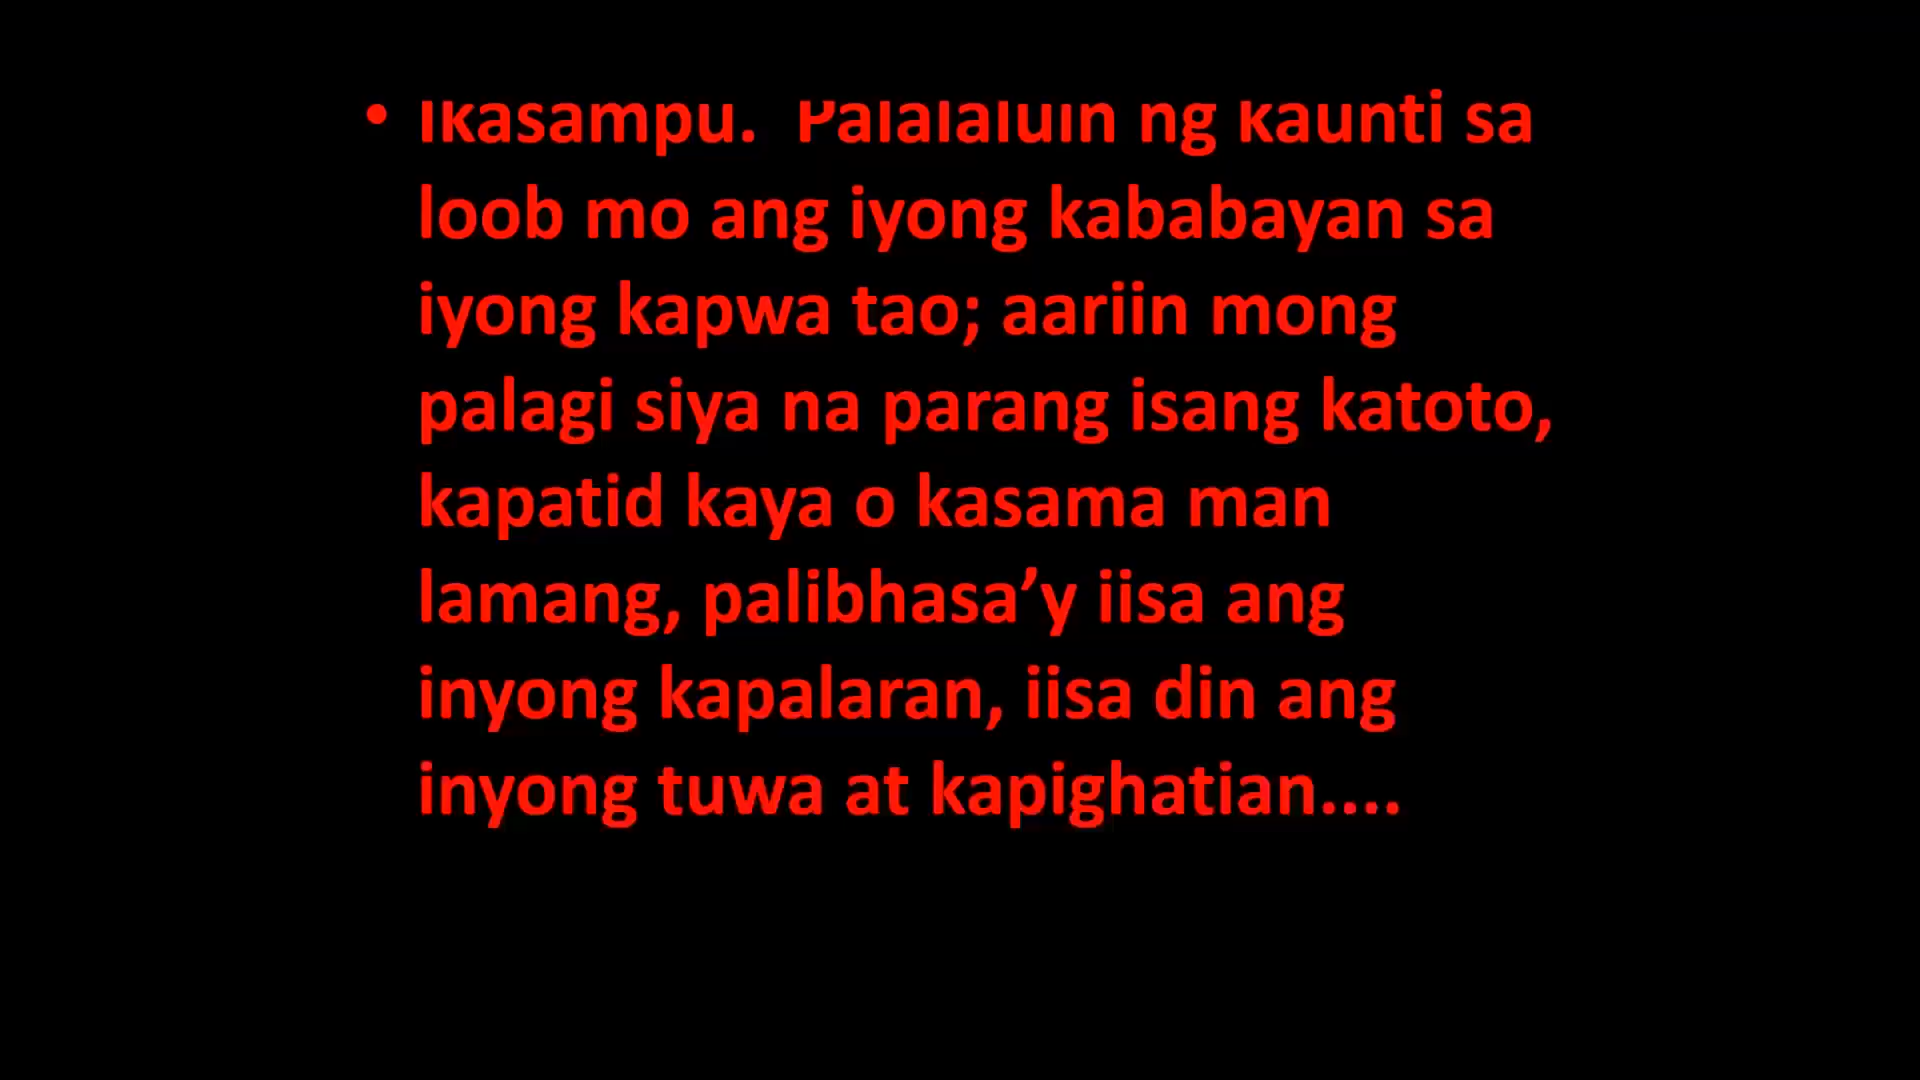 • Ikasampu.  Palalaluin ng kaunti sa
loob mo ang iyong kababayan sa
iyong kapwa tao; aariin mong
palagi siya na parang isang katoto,
kapatid kaya o kasama man
lamang, palibhasa’y iisa ang
inyong kapalaran, iisa din ang
inyong tuwa at kapighatian....